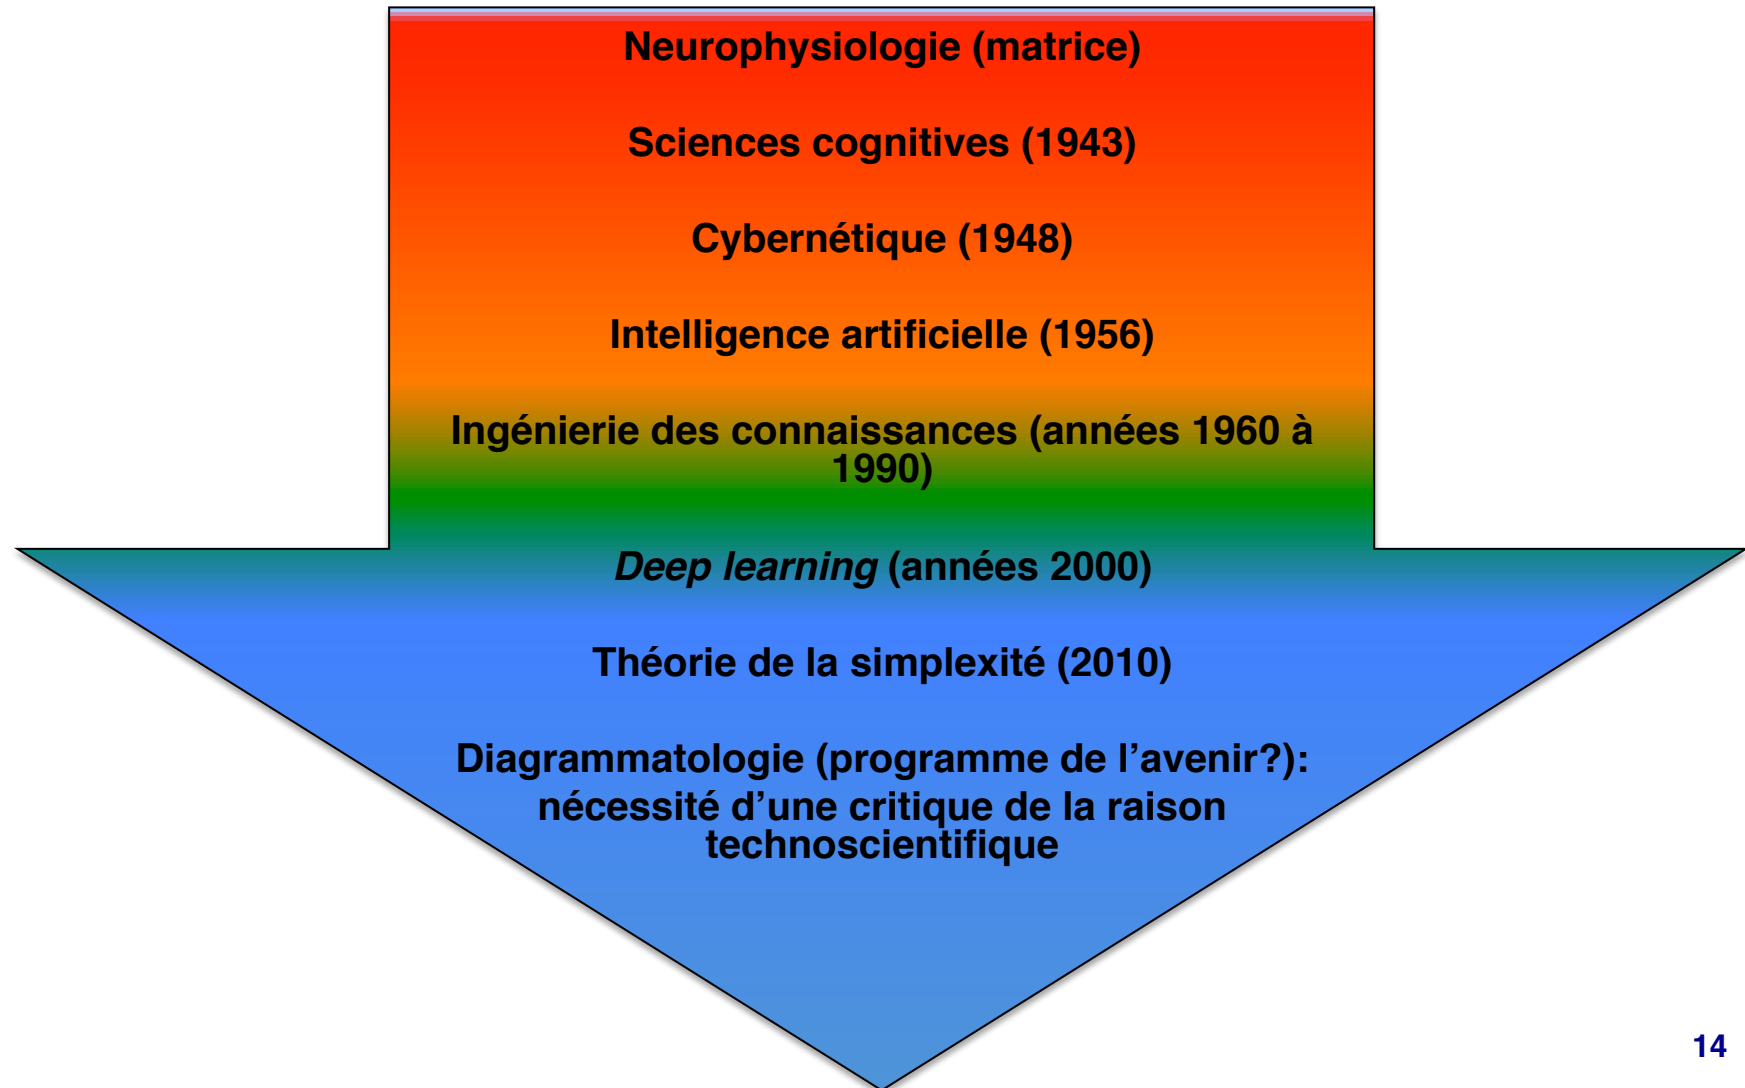 Neurophysiologie (matrice)
Sciences cognitives (1943)
Cybernétique (1948)
Intelligence artificielle (1956)
Ingénierie des connaissances (années 1960 à
1990)
Deep learning (années 2000)
Théorie de la simplexité (2010)
Diagrammatologie (programme de l’avenir?):
nécessité d’une critique de la raison
technoscientifique
14